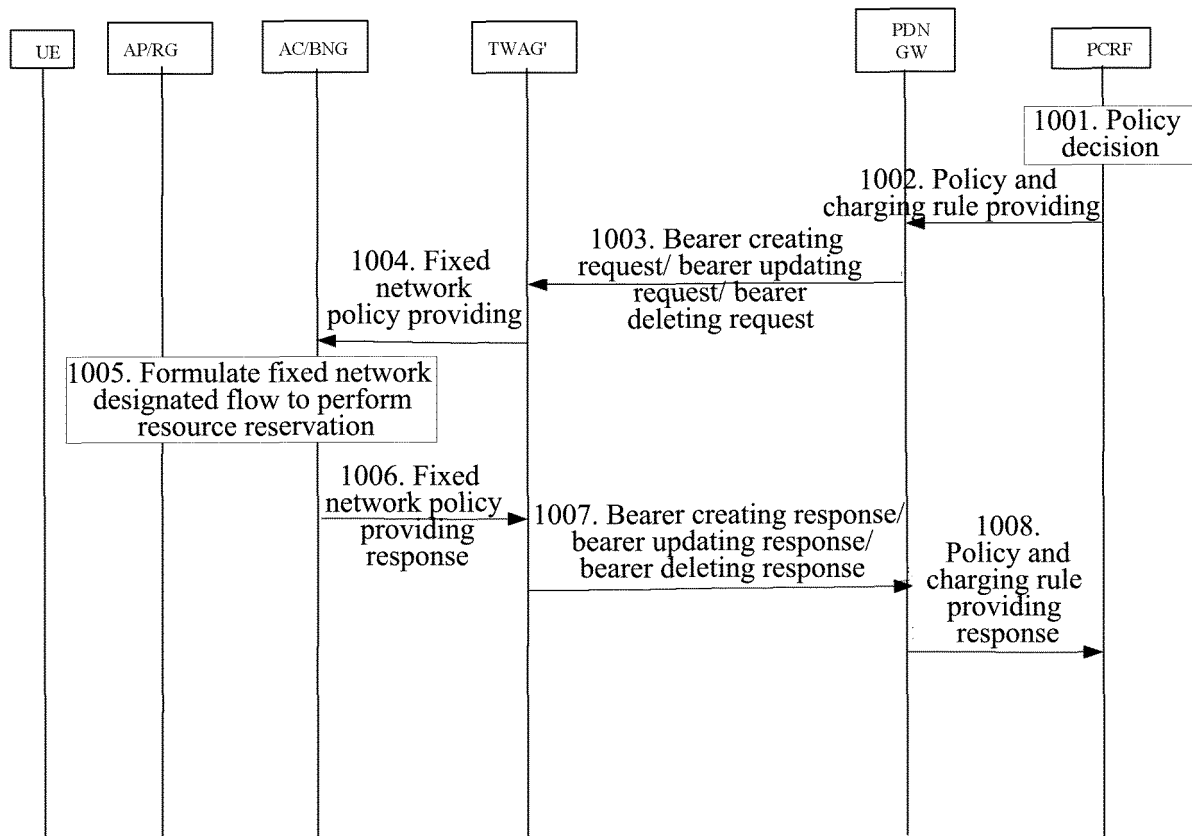 UE
AP/RG
AC/BNG
TWAG'
PDN
GW
PCRF
1001. Policy
decision
1002. Policy and
charging rule providing
1003. Bearer creating
request/ bearer updating
request/ bearer
deleting request
1004. Fixed
network
policy providing
1005. Formulate fixed network
designated flow to perform
resource reservation
1006. Fixed
network policy
providing
response
1007. Bearer creating response/
bearer updating response/
bearer deleting response
1008.
Policy and
charging rule
providing
response